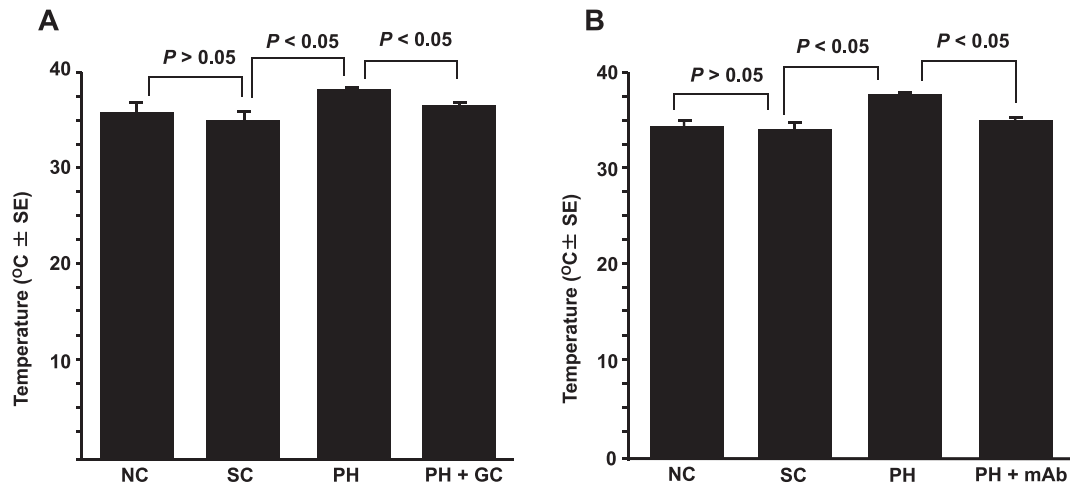 A
P > 0.05
P < 0.05
P < 0.05
Temperature (°C ± SE)
40
30
20
10
NC
SC
PH
PH + GC
B
P > 0.05
P < 0.05
P < 0.05
Temperature (°C ± SE)
40
30
20
10
0
NC
SC
PH
PH + mAb